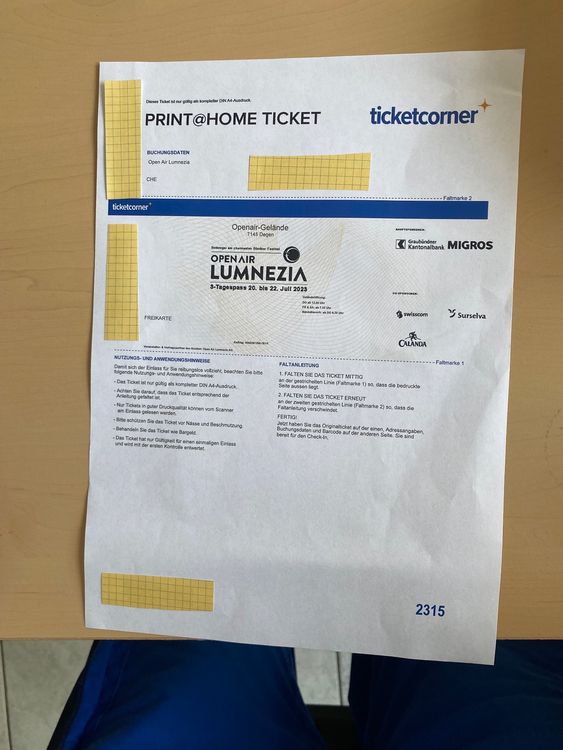 Dieses Ticket ist nur gültig als kompletter DIN A4-Ausdruck.
PRINT@HOME TICKET
ticketcorner
BUCHUNGSDATEN
Open Air Lumnezia
CHE
Faltmarke 2
ticketcorner
Openair-Gelände
7145 Degen
OPENAIR
LUMNEZIA
3-Tagespass 20. bis 22. Juli 2023
HAUPTSPONSOREN:
Graubündner
Kantonalbank
MIGROS
CO-SPONSOREN:
swisscom
Surselva
CALANDA
FREIKARTE
Faltmarke 1
NUTZUNGS- UND ANWENDUNGSHINWEISE
Damit sich der Einlass für Sie reibungslos vollzieht, beachten Sie bitte
folgende Nutzungs- und Anwendungshinweise:
- Das Ticket ist nur gültig als kompletter DIN A4-Ausdruck.
- Achten Sie darauf, dass das Ticket entsprechend der
Anleitung gefaltet ist.
- Nur Tickets in guter Druckqualität können vom Scanner
am Einlass gelesen werden.
- Bitte schützen Sie das Ticket vor Nässe und Beschmutzung.
- Behandeln Sie das Ticket wie Bargeld.
- Das Ticket hat nur Gültigkeit für einen einmaligen Einlass
und wird mit der ersten Kontrolle entwertet.
FALTANLEITUNG
1. FALTEN SIE DAS TICKET MITTIG
an der gestrichelten Linie (Faltmarke 1) so, dass die bedruckte
Seite aussen liegt.
2. FALTEN SIE DAS TICKET ERNEUT
an der zweiten gestrichelten Linie (Faltmarke 2) so, dass die
Faltanleitung verschwindet.
FERTIG!
Jetzt haben Sie das Originalticket auf der einen, Adressangaben,
Buchungsdaten und Barcode auf der anderen Seite. Sie sind
bereit für den Check-In.
2315